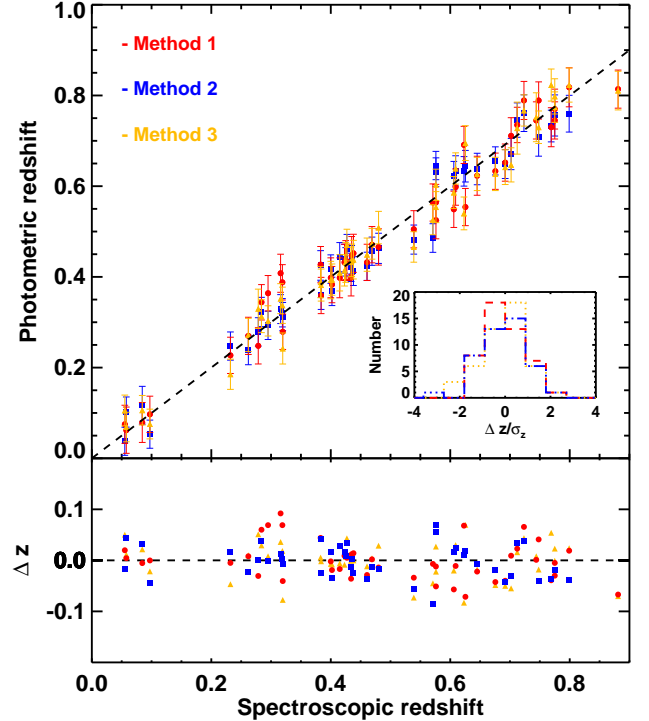 1.0
- Method 1
0.8
- Method 2
- Method 3
0.6
Photometric redshift
0.4
20
15
10
5
0
Number
-4 -2 0 2 4
Δ z/σz
0.2
0.0
0.1
0.0
-0.1
Δ z
0.0 0.2 0.4 0.6 0.8
Spectroscopic redshift